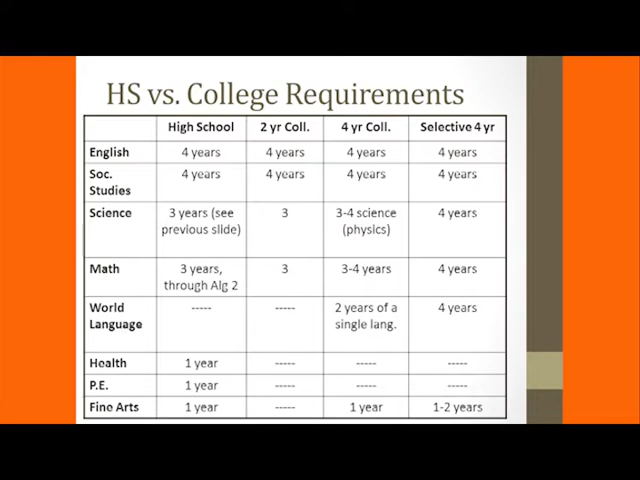 HS vs. College Requirements
High School 2 yr Coll. 4 yr Coll. Selective 4 yr
English 4 years 4 years 4 years 4 years
Soc. 4 years 4 years 4 years 4 years
Studies
Science 3 years (see 3 3-4 science 4 years
previous slide) (physics)
Math 3 years, 3 3-4 years 4 years
through Alg 2
World ----- ----- 2 years of a 4 years
Language single lang.
Health 1 year ----- ----- -----
P.E. 1 year ----- ----- -----
Fine Arts 1 year ----- 1 year 1-2 years